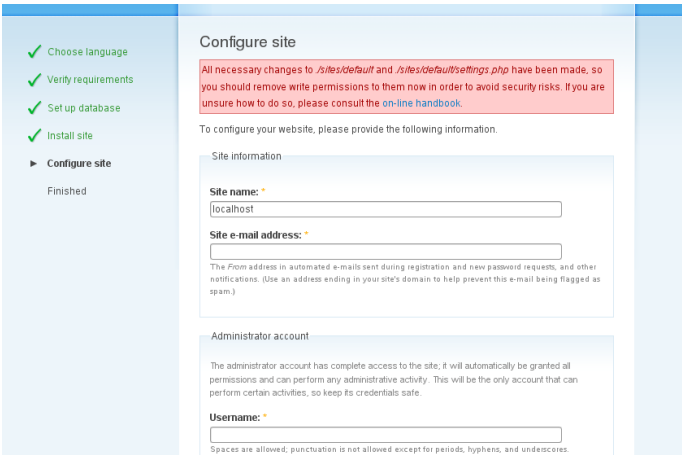 Choose language
Verify requirements
Set up database
Install site
Configure site
Finished
Configure site
All necessary changes to ./sites/default and ./sites/default/settings.php have been made, so
you should remove write permissions to them now in order to avoid security risks. If you are
unsure how to do so, please consult the on-line handbook.
To configure your website, please provide the following information.
Site information
Site name: *
localhost
Site e-mail address: *
The From address in automated e-mails sent during registration and new password requests, and other
notifications. (Use an address ending in your site's domain to help prevent this e-mail being flagged as
spam.)
Administrator account
The administrator account has complete access to the site; it will automatically be granted all
permissions and can perform any administrative activity. This will be the only account that can
perform certain activities, so keep its credentials safe.
Username: *
Spaces are allowed; punctuation is not allowed except for periods, hyphens, and underscores.